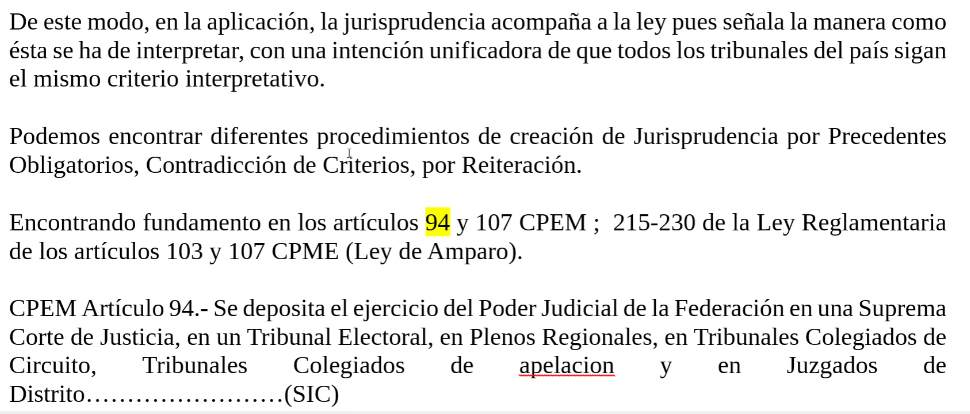 De este modo, en la aplicación, la jurisprudencia acompaña a la ley pues señala la manera como
ésta se ha de interpretar, con una intención unificadora de que todos los tribunales del país sigan
el mismo criterio interpretativo.
Podemos encontrar diferentes procedimientos de creación de Jurisprudencia por Precedentes
Obligatorios, Contradicción de Criterios, por Reiteración.
Encontrando fundamento en los artículos 94 y 107 CPEM ; 215-230 de la Ley Reglamentaria
de los artículos 103 y 107 CPME (Ley de Amparo).
CPEM Artículo 94.- Se deposita el ejercicio del Poder Judicial de la Federación en una Suprema
Corte de Justicia, en un Tribunal Electoral, en Plenos Regionales, en Tribunales Colegiados de
Circuito, Tribunales Colegiados de apelacion y en Juzgados de
Distrito……………………(SIC)